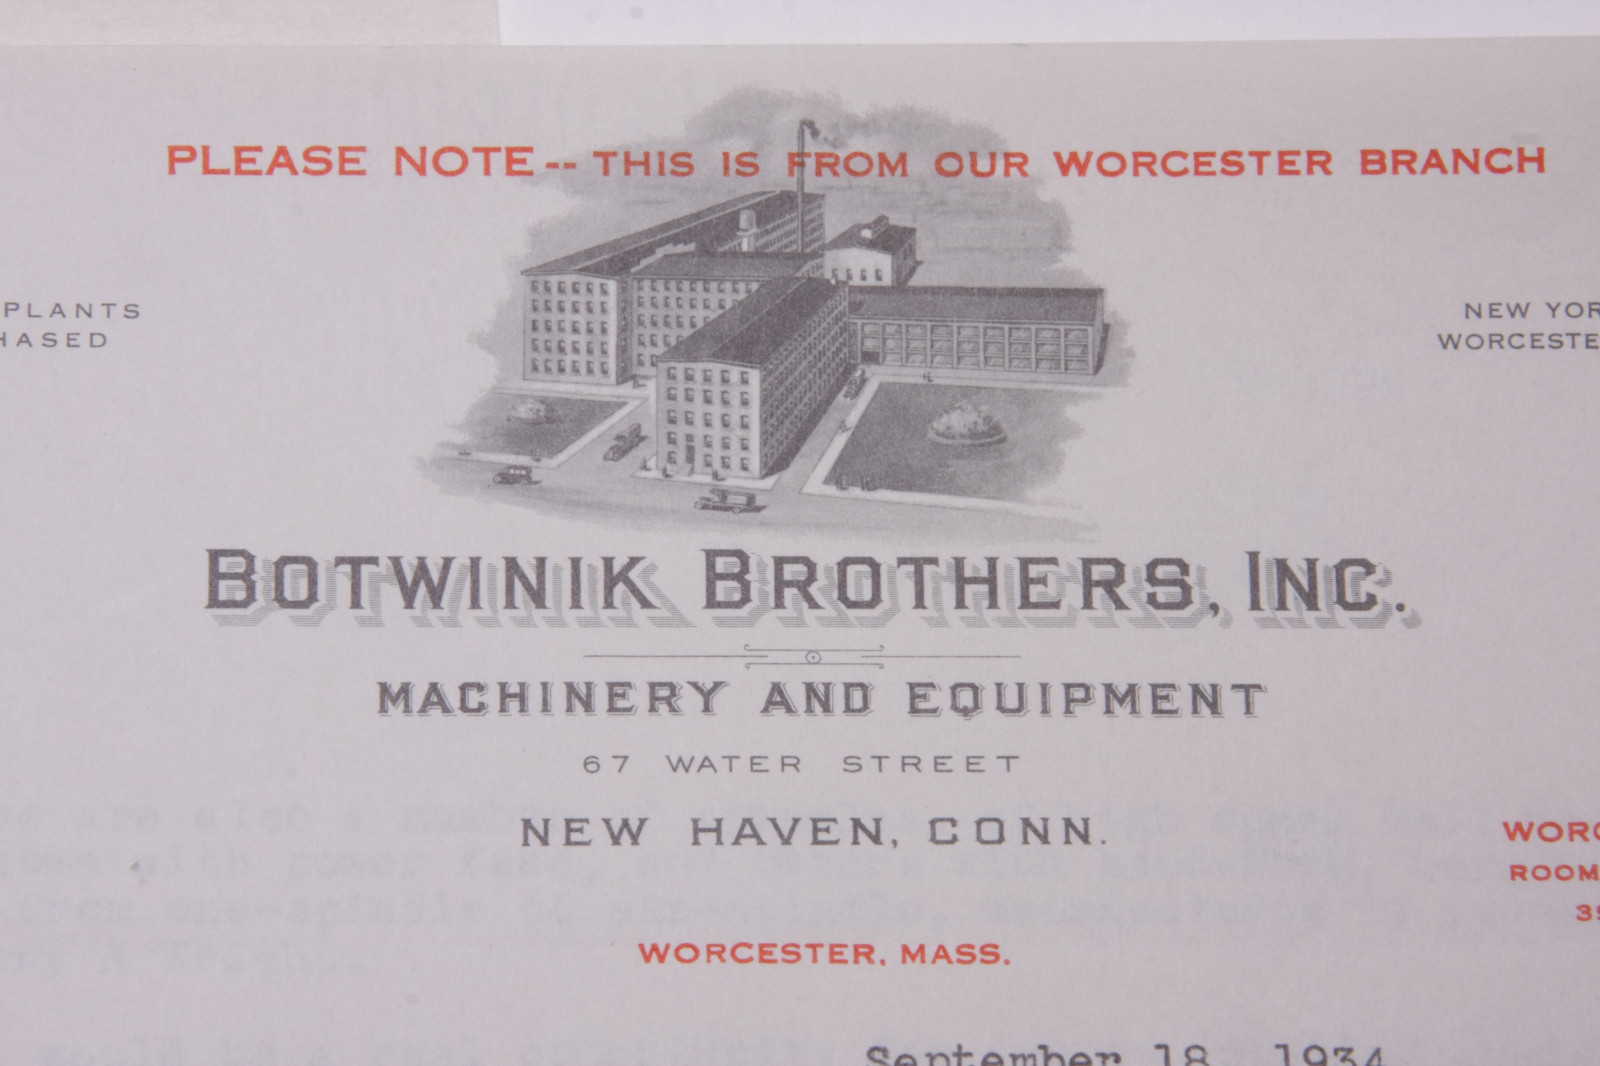 PLEASE NOTE -- THIS IS FROM OUR WORCESTER BRANCH
PLANTS
HASED
NEW YOR
WORCESTE
BOTWINIK BROTHERS, INC.
MACHINERY AND EQUIPMENT
67 WATER STREET
NEW HAVEN, CONN.
WORC
ROOM
39
WORCESTER, MASS.
September 18, 1934